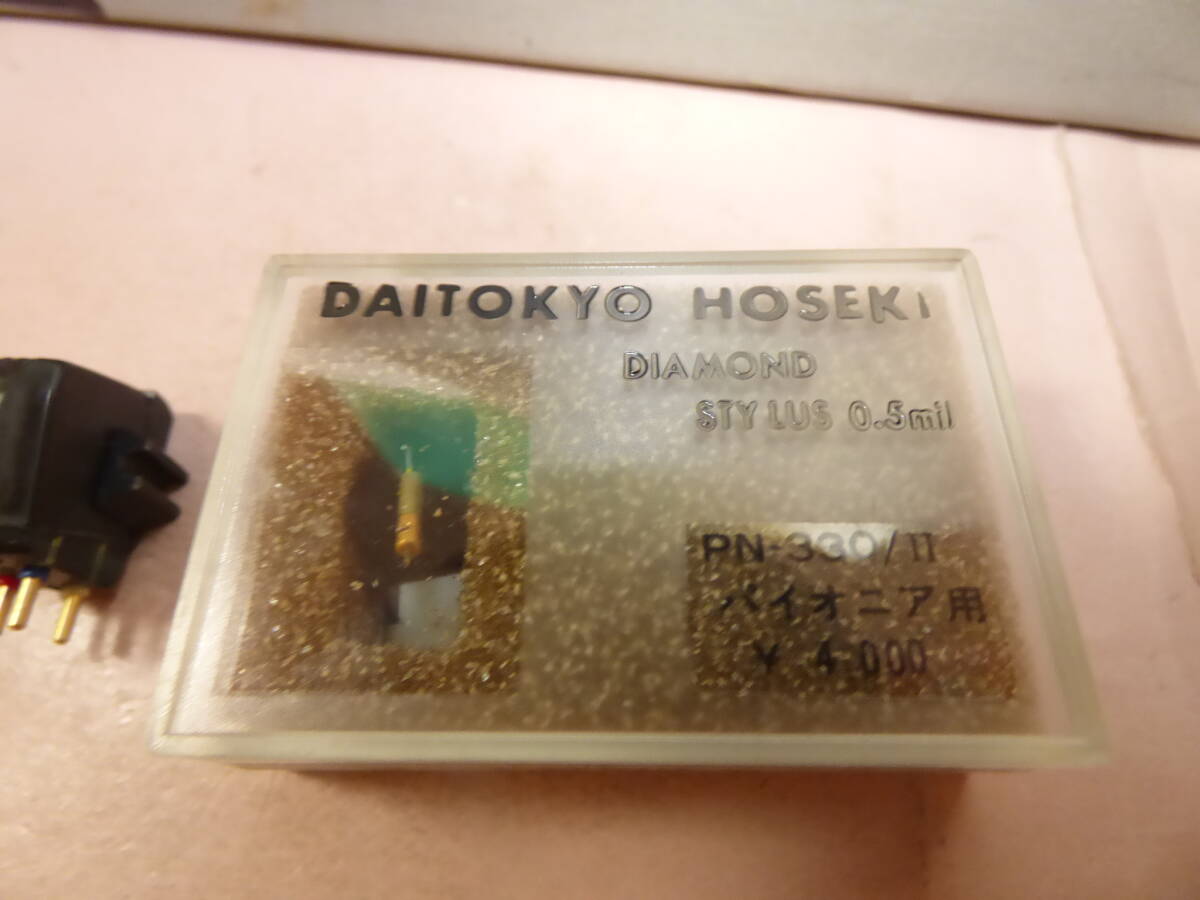 DAITOKYO HOSEKI
DIAMOND
STYLUS 0.5mil
PN-330/II
パイオニア用
¥ 4.000